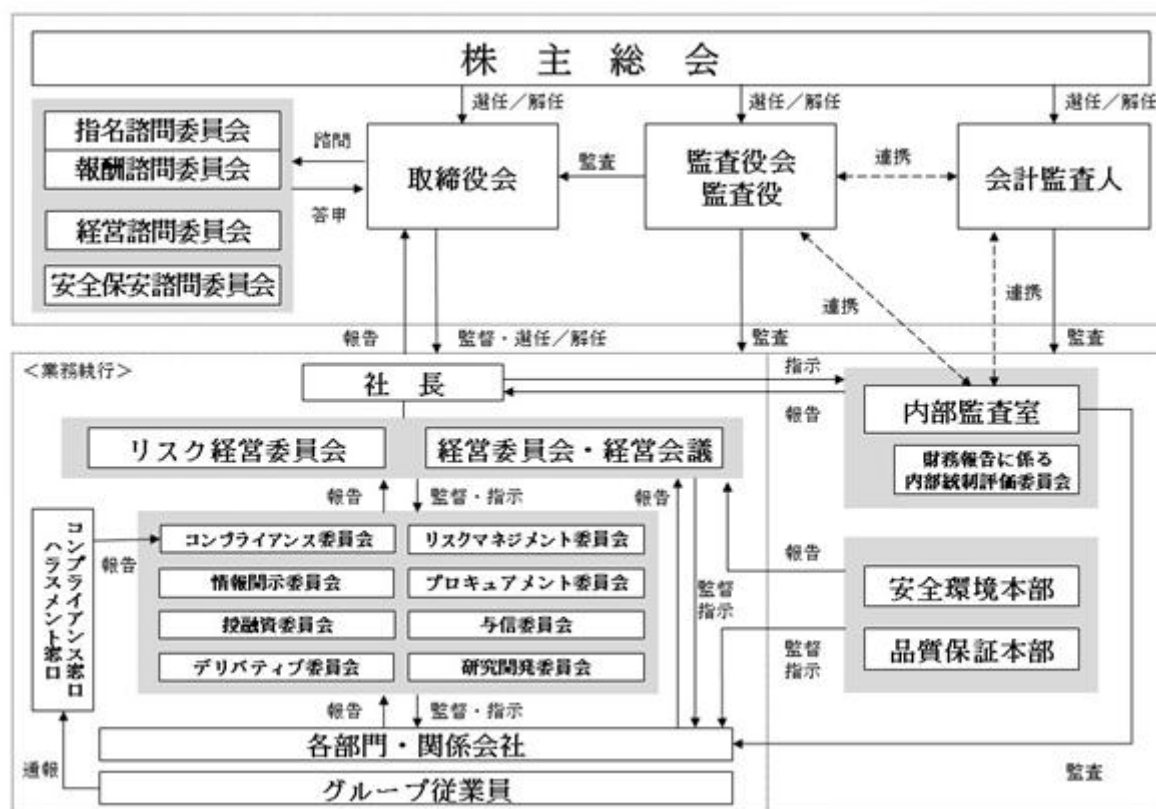 株主総会
選任／解任
選任／解任
選任／解任
指名諮問委員会
報酬諮問委員会
経営諮問委員会
安全保安諮問委員会
諮問
答申
取締役会
監査
監査役会
監査役
連携
会計監査人
報告
監督・選任／解任
監査
連携
連携
監査
＜業務執行＞
社長
指示
報告
内部監査室
財務報告に係る
内部統制評価委員会
リスク経営委員会
経営委員会・経営会議
報告
監督・指示
報告
コンプライアンス窓口
ハラスメント窓口
報告
コンプライアンス委員会
リスクマネジメント委員会
情報開示委員会
プロキュアメント委員会
投融資委員会
与信委員会
デリバティブ委員会
研究開発委員会
監督
指示
報告
安全環境本部
品質保証本部
監督
指示
報告
監督・指示
各部門・関係会社
グループ従業員
通報
監査